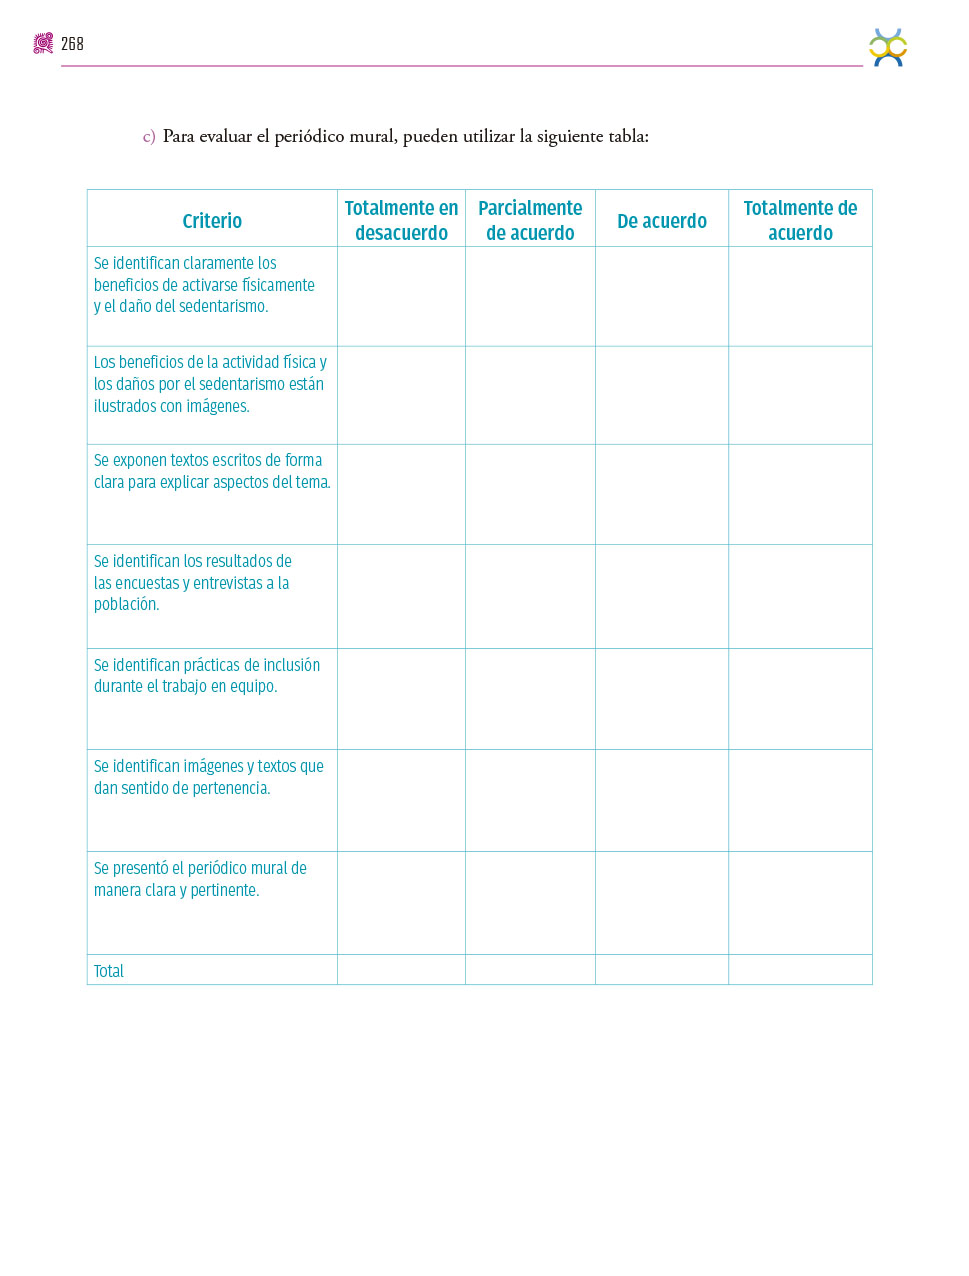 268
c) Para evaluar el periódico mural, pueden utilizar la siguiente tabla:
Criterio
Totalmente en
desacuerdo
Parcialmente
de acuerdo
De acuerdo
Totalmente de
acuerdo
Se identifican claramente los
beneficios de activarse físicamente
y el daño del sedentarismo.
Los beneficios de la actividad física y
los daños por el sedentarismo están
ilustrados con imágenes.
Se exponen textos escritos de forma
clara para explicar aspectos del tema.
Se identifican los resultados de
las encuestas y entrevistas a la
población.
Se identifican prácticas de inclusión
durante el trabajo en equipo.
Se identifican imágenes y textos que
dan sentido de pertenencia.
Se presentó el periódico mural de
manera clara y pertinente.
Total